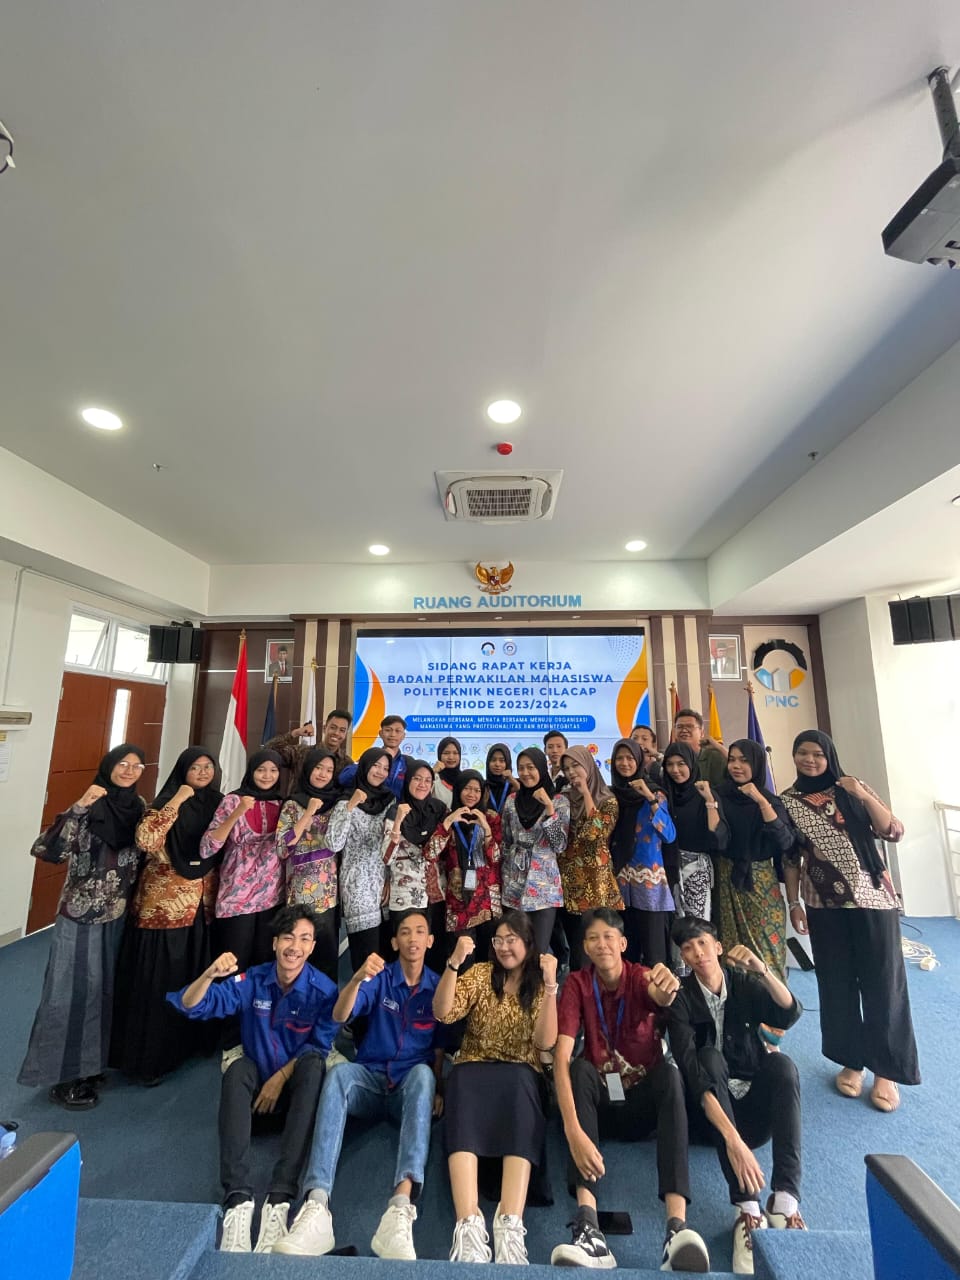 RUANG AUDITORIUM
SIDANG RAPAT KERJA
BADAN PERWAKILAN MAHASISWA
POLITEKNIK NEGERI CILACAP
PERIODE 2023/2024
MELANGKAH BERSAMA, MENATA BERSAMA MENUJU ORGANISASI
MAHASISWA YANG PROFESIONALITAS DAN BERINTEGRITAS
PNC